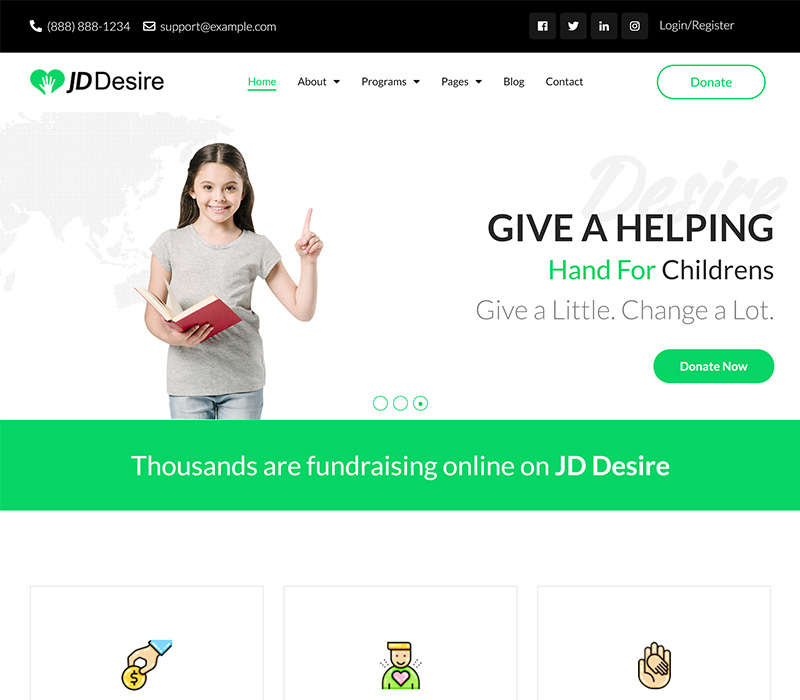 (888) 888-1234 support@example.com Login/Register
JD Desire Home About Programs Pages Blog Contact Donate
Desire
GIVE A HELPING
Hand For Childrens
Give a Little. Change a Lot.
Donate Now
Thousands are fundraising online on JD Desire